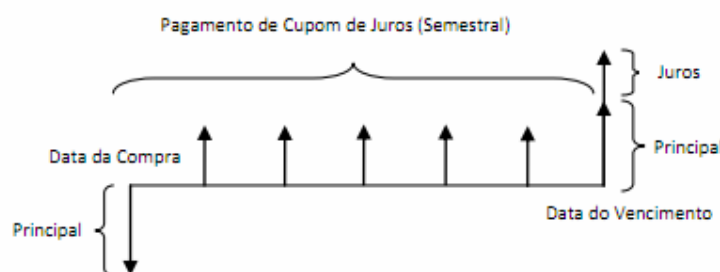 Pagamento de Cupom de Juros (Semestral)
Juros
Data da Compra
Principal
Data do Vencimento
Principal